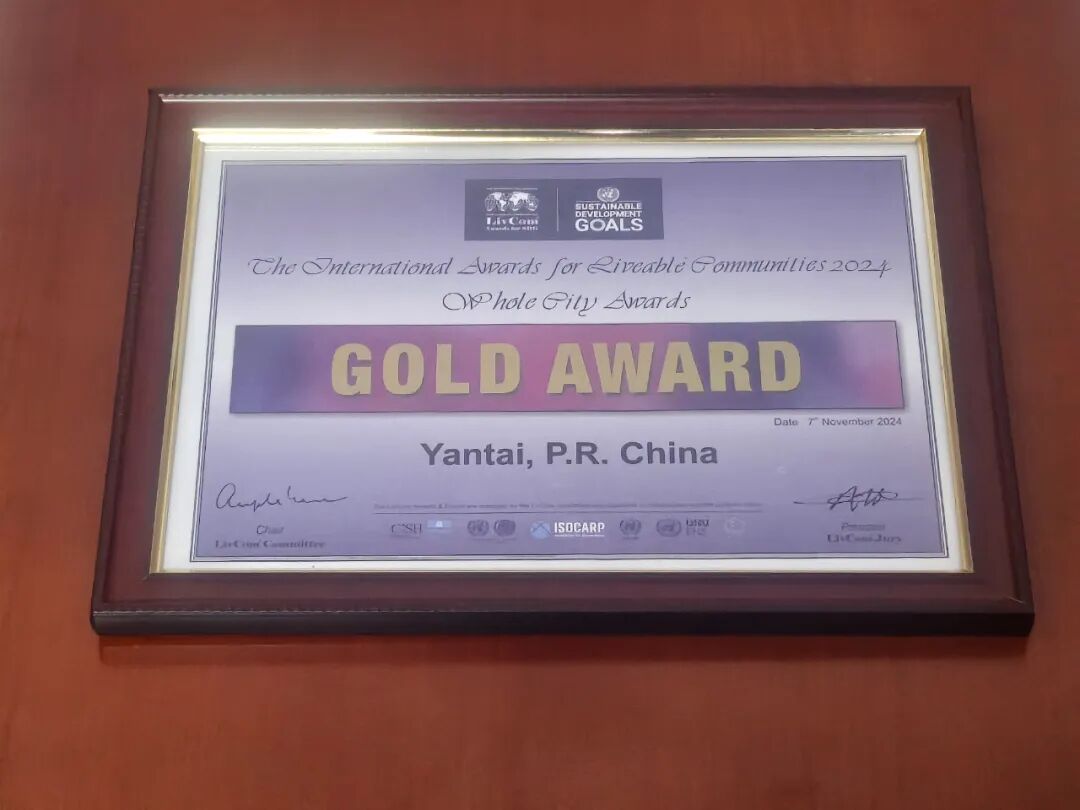 LivCom
SUSTAINABLE
DEVELOPMENT
GOALS
The International Awards for Liveable Communities 2024
Whole City Awards
GOLD AWARD
Date 7th November 2024
Yantai, P.R. China
Chair
LivCom Committee
ISOCARP
President
LivCom Jury